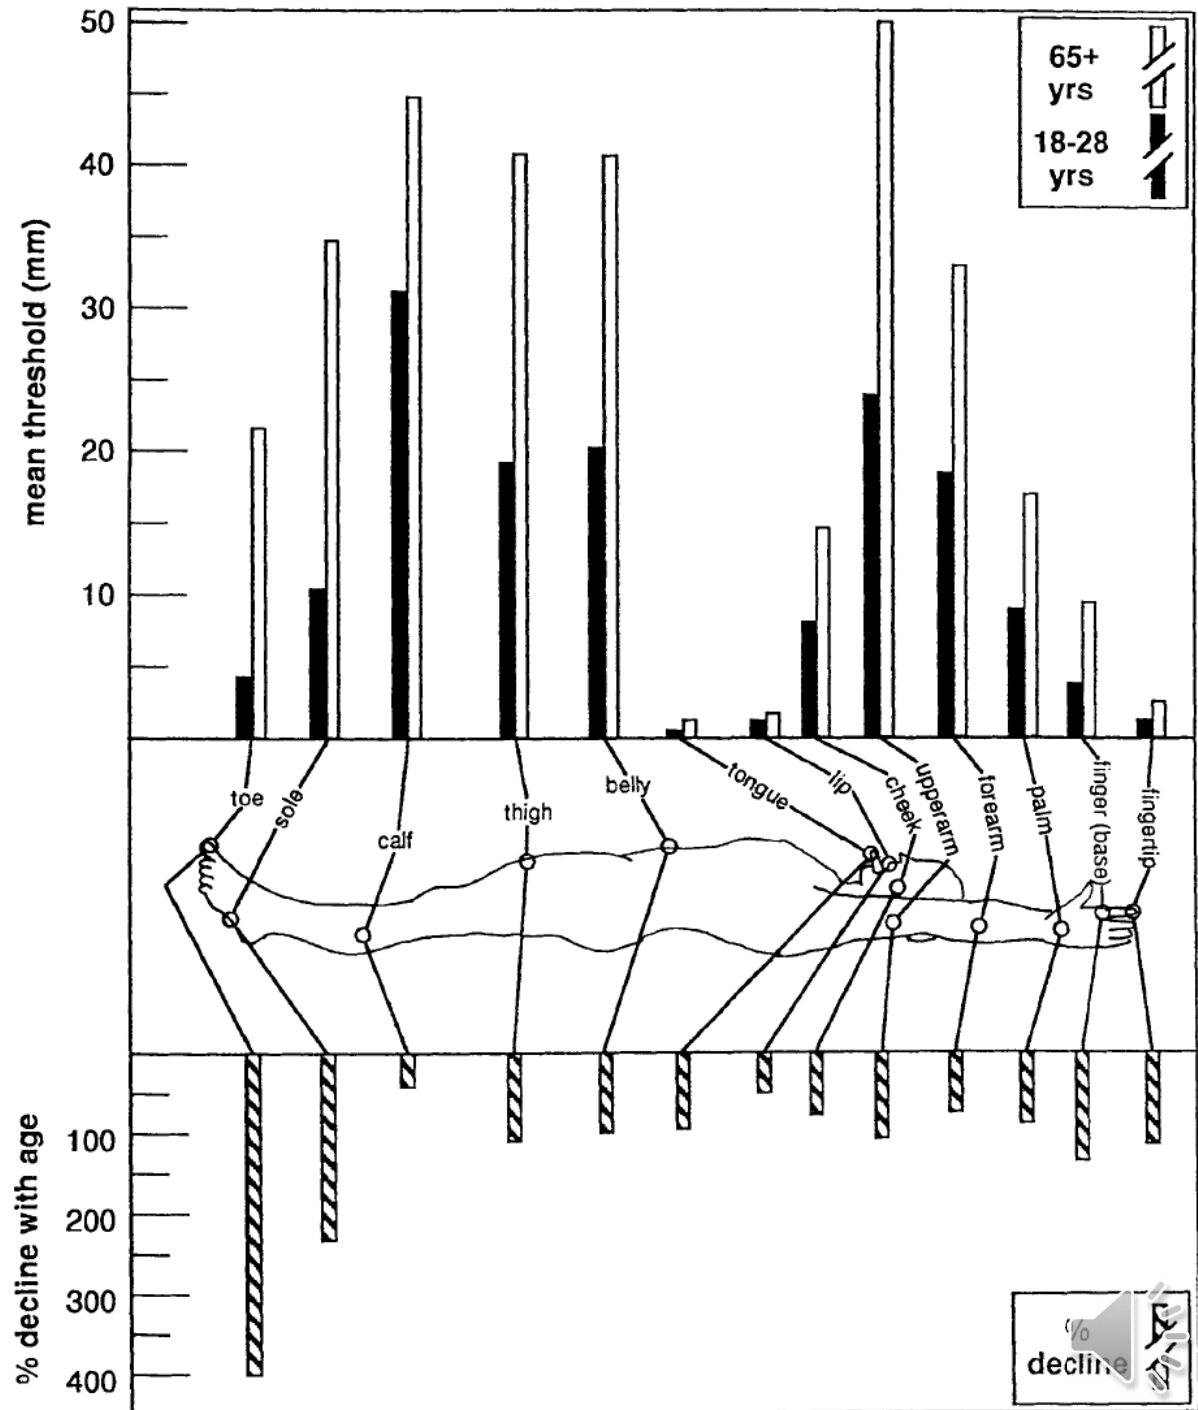 50
40
30
20
10
mean threshold (mm)
65+
yrs
18-28
yrs
toe
sole
calf
thigh
belly
tongue
lip
cheek
upperarm
forearm
palm
finger (base)
fingertip
100
200
300
400
% decline with age
%
decline